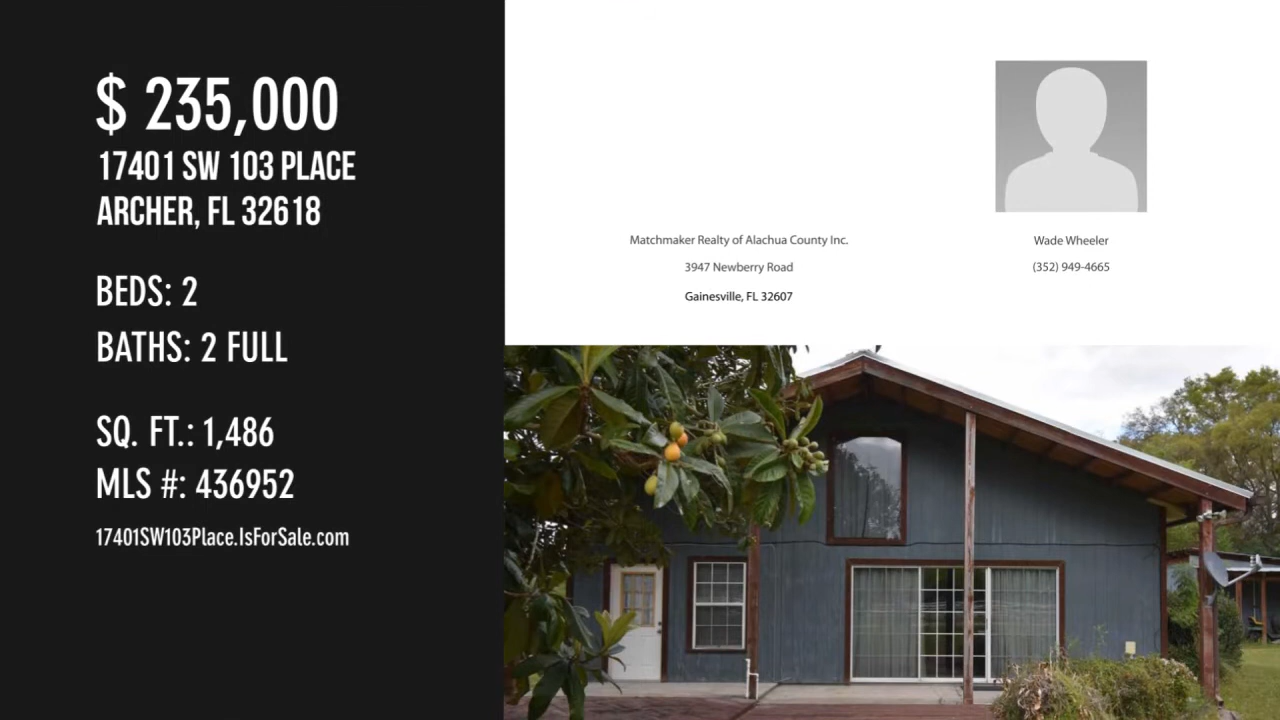 $ 235,000
17401 SW 103 PLACE
ARCHER, FL 32618
BEDS: 2
BATHS: 2 FULL
SQ. FT.: 1,486
MLS #: 436952
17401SW103Place.IsForSale.com
Matchmaker Realty of Alachua County Inc.
3947 Newberry Road
Gainesville, FL 32607
Wade Wheeler
(352) 949-4665